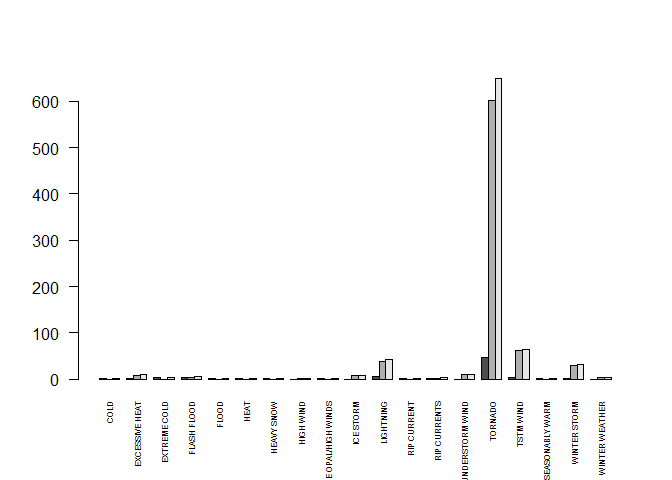 600
500
400
300
200
100
0
COLD
EXCESSIVE HEAT
EXTREME COLD
FLASH FLOOD
FLOOD
HEAT
HEAVY SNOW
HIGH WIND
EOPAL/HIGH WINDS
ICE STORM
LIGHTNING
RIP CURRENT
RIP CURRENTS
UNDERSTORM WIND
TORNADO
TSTM WIND
SEASONABLY WARM
WINTER STORM
WINTER WEATHER